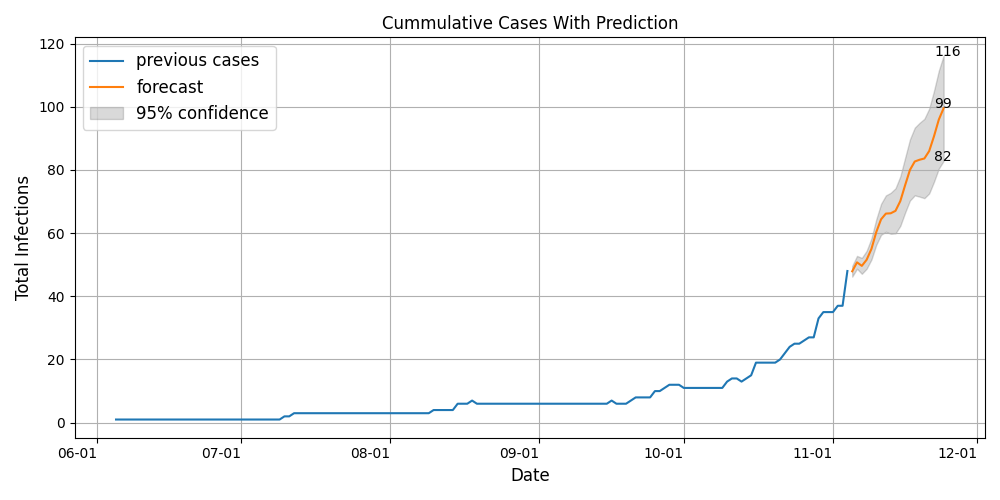 Cummulative Cases With Prediction
previous cases
forecast
95% confidence
116
99
82
120
100
80
60
40
20
0
Total Infections
06-01 07-01 08-01 09-01 10-01 11-01 12-01
Date